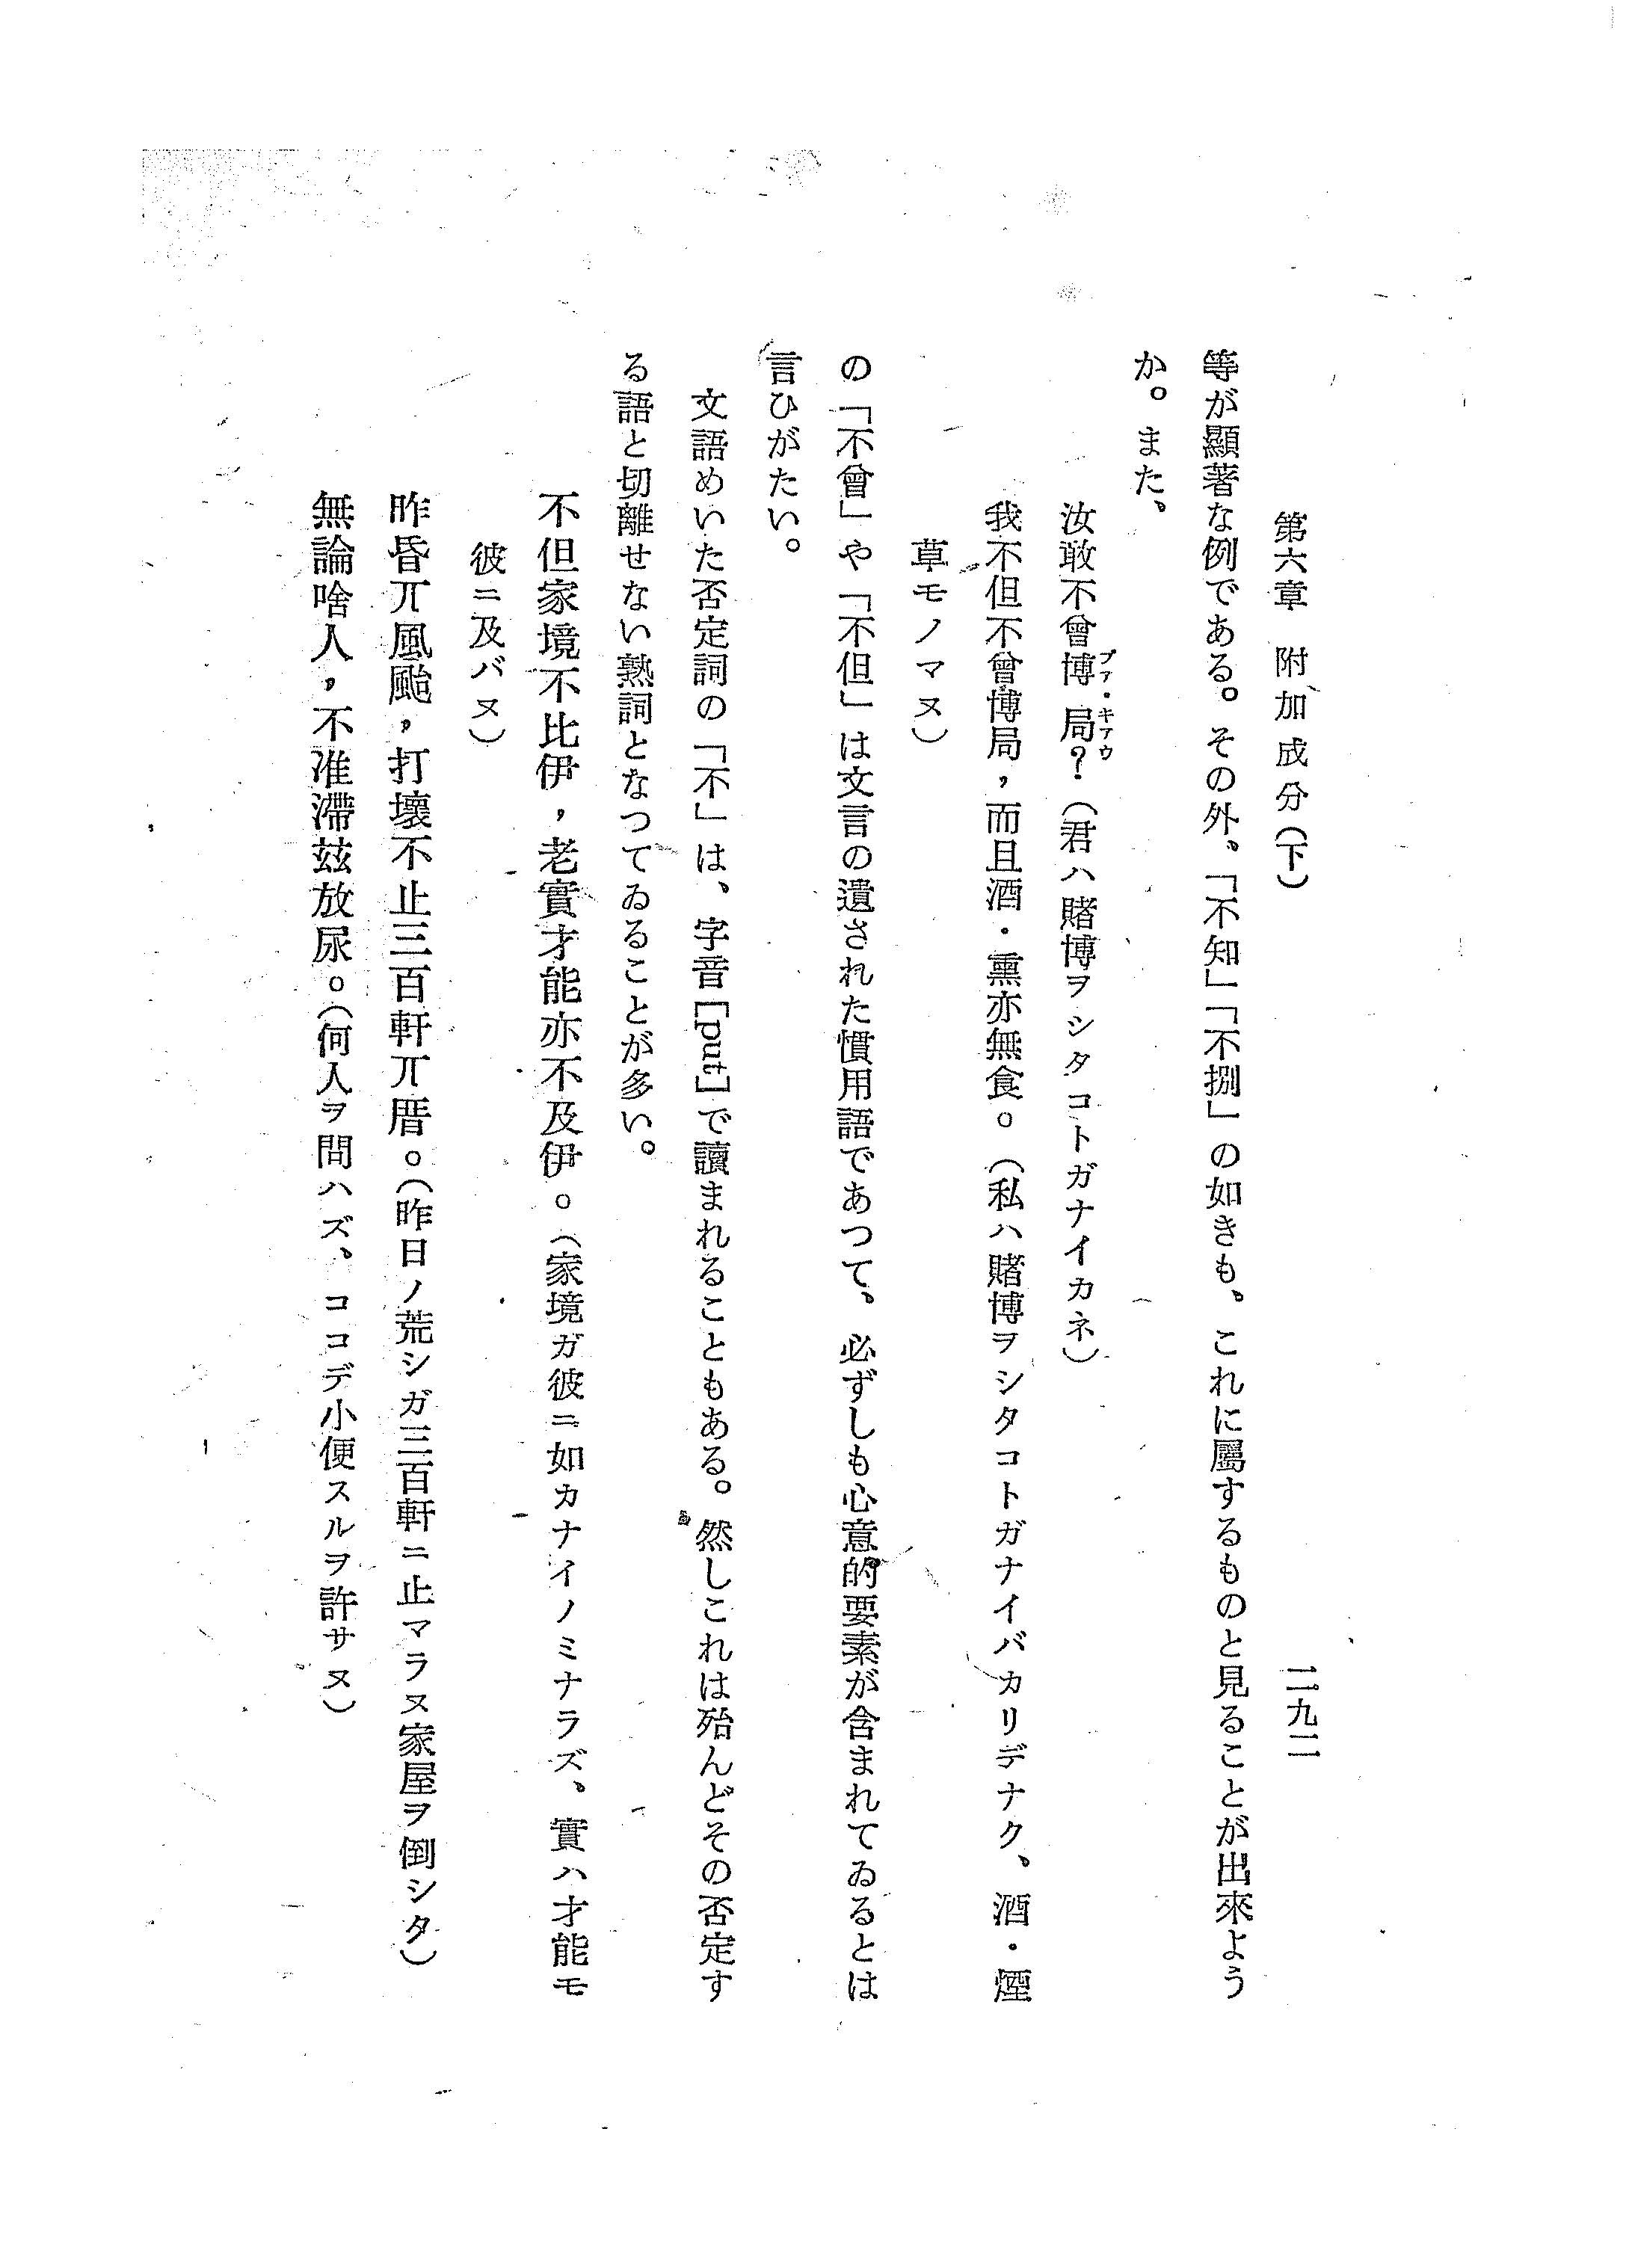 第六章　附加成分（下）
二九二
等が顯著な例である。その外、「不知」「不捌」の如きも、これに屬するものと見ることが出來よう
か。また、
汝敢不曾博局？（君ハ賭博ヲシタコトガナイカネ）
プァ・キァウ
我不但不曾博局，而且酒・熏亦無食。（私ハ賭博ヲシタコトガナイバカリデナク、酒・煙
草モノマヌ）
の「不曾」や「不但」は文言の遺された慣用語であつて、必ずしも心意的要素が含まれてゐるとは
言ひがたい。
文語めいた否定詞の「不」は、字音[put]で讀まれることもある。然しこれは殆んどその否定す
る語と切離せない熟詞となつてゐることが多い。
不但家境不比伊，老實才能亦不及伊。（家境ガ彼ニ如カナイノミナラズ、實ハ才能モ
彼ニ及バヌ）
昨昏丌風颱，打壞不止三百軒丌厝。（昨日ノ荒シガ三百軒ニ止マラヌ家屋ヲ倒シタ）
無論啥人，不准滯玆放尿。（何人ヲ問ハズ、ココデ小便スルヲ許サヌ）